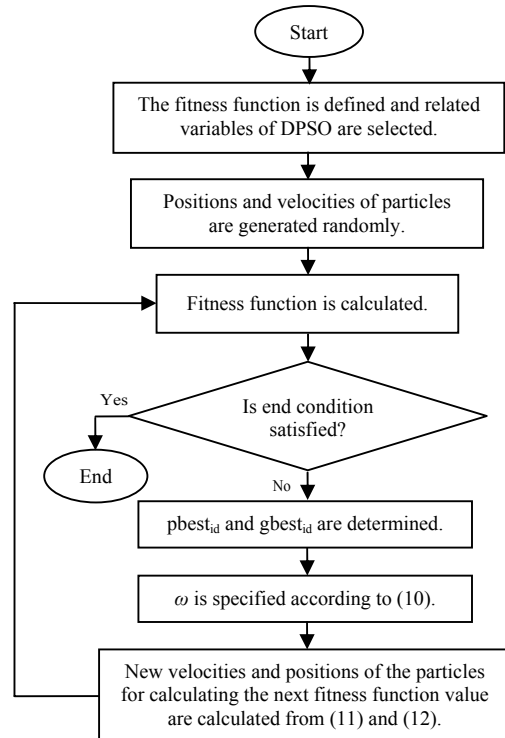 Start
The fitness function is defined and related
variables of DPSO are selected.
Positions and velocities of particles
are generated randomly.
Fitness function is calculated.
Yes
Is end condition
satisfied?
End
No
pbest_id and gbest_id are determined.
ω is specified according to (10).
New velocities and positions of the particles
for calculating the next fitness function value
are calculated from (11) and (12).